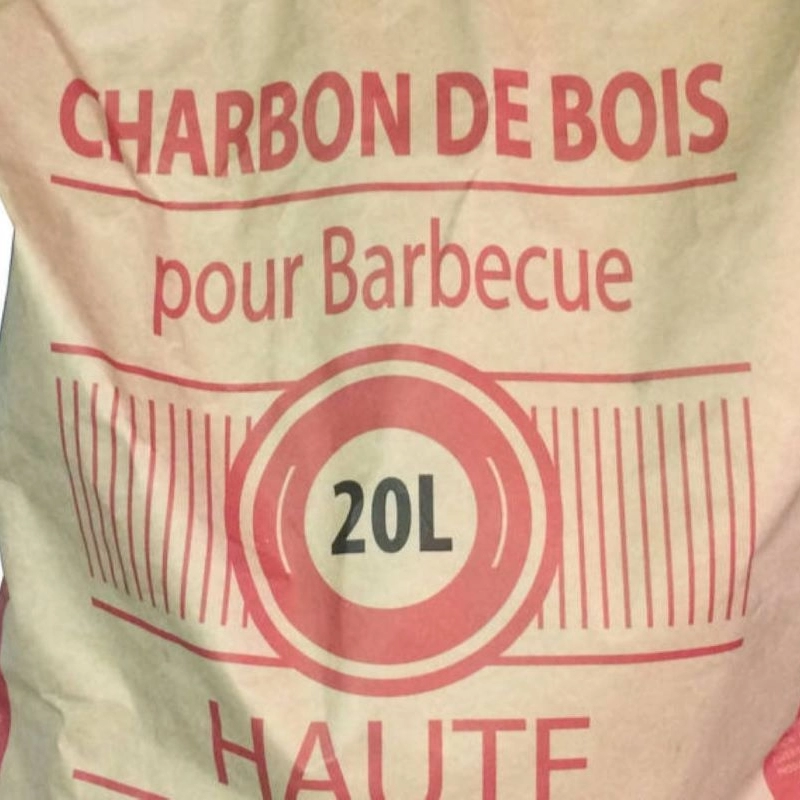 CHARBON DE BOIS
pour Barbecue
20L
HAUTE